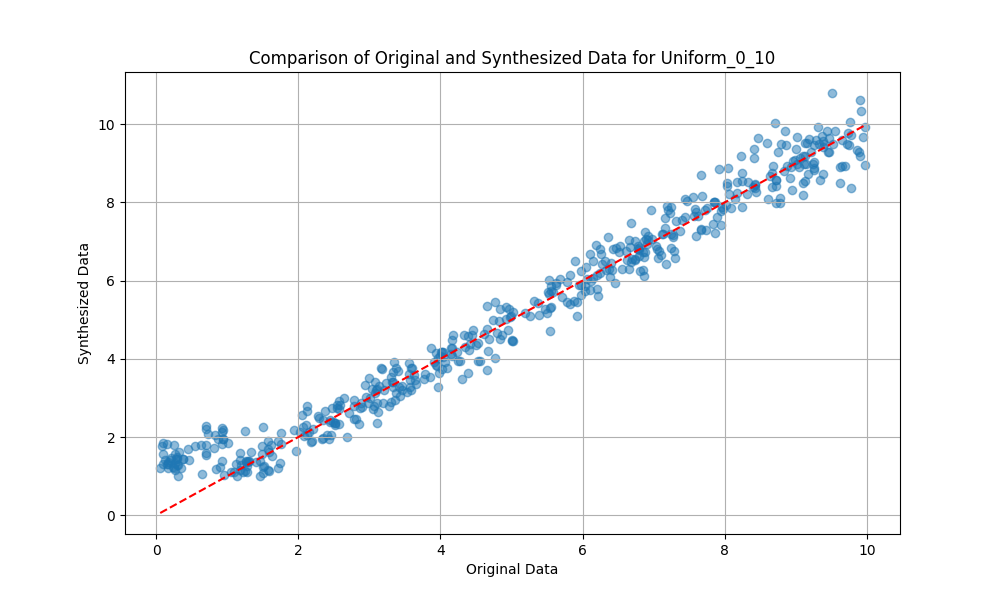 Comparison of Original and Synthesized Data for Uniform_0_10
10
8
6
4
2
0
Synthesized Data
0 2 4 6 8 10
Original Data